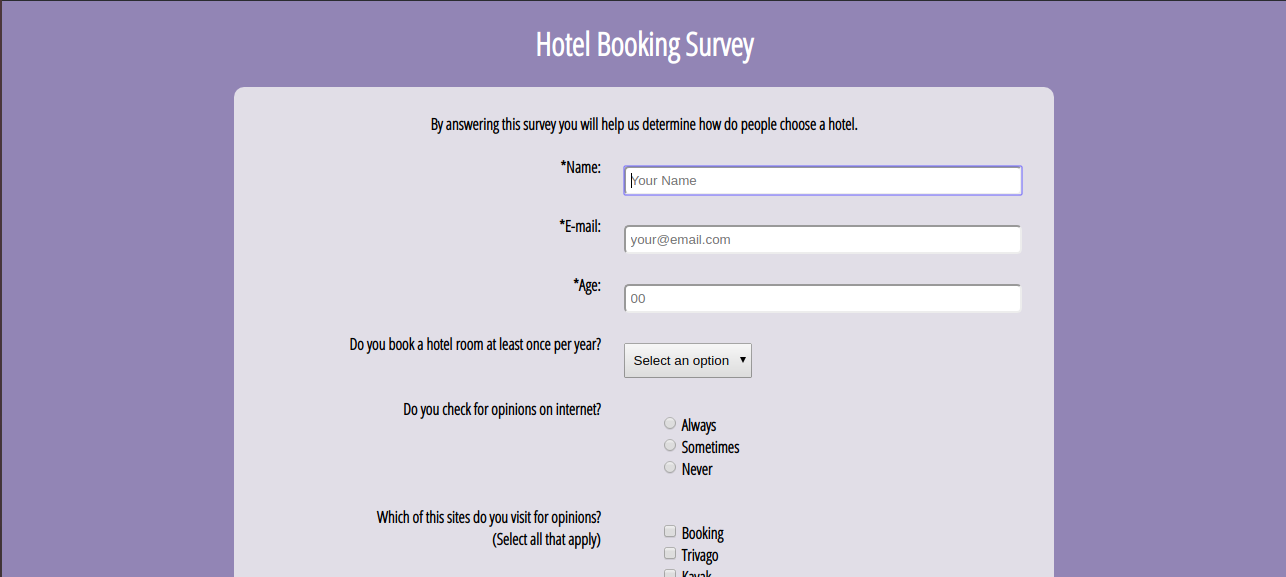 Hotel Booking Survey
By answering this survey you will help us determine how do people choose a hotel.
*Name:
Your Name
*E-mail:
your@email.com
*Age:
00
Do you book a hotel room at least once per year?
Select an option
Do you check for opinions on internet?
Always
Sometimes
Never
Which of this sites do you visit for opinions?
(Select all that apply)
Booking
Trivago
Kayak